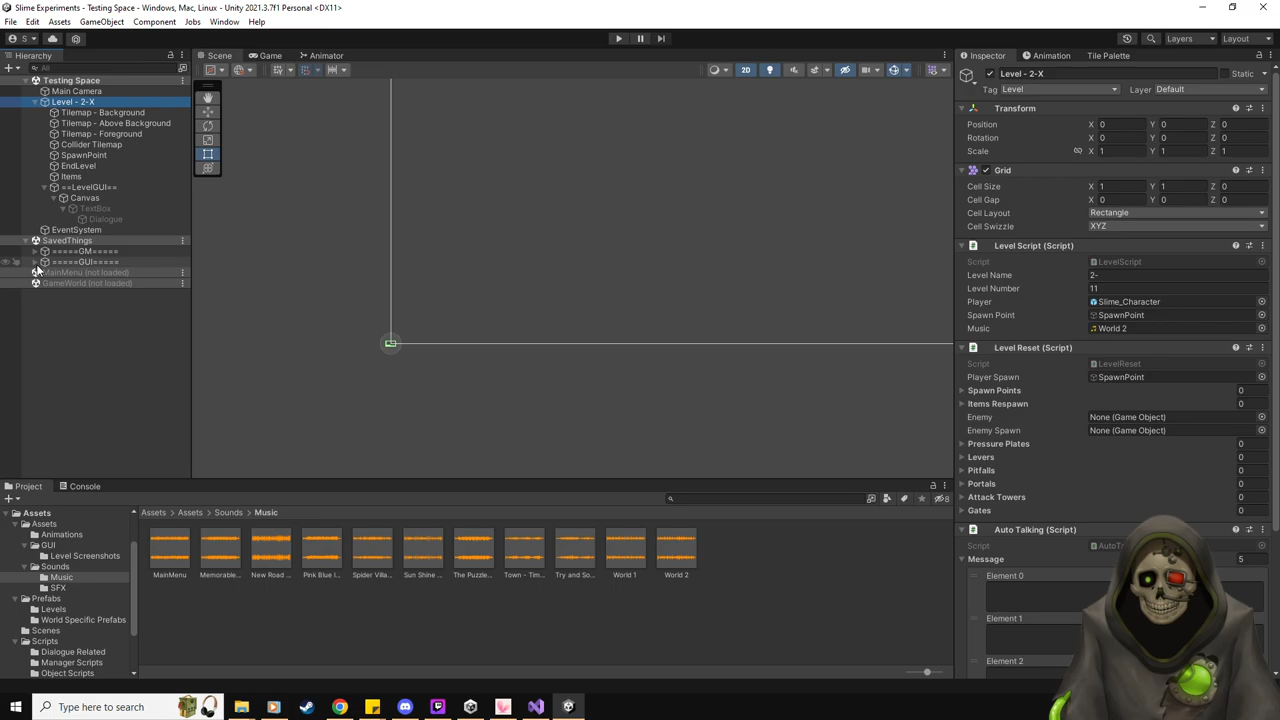 Slime Experiments - Testing Space - Windows, Mac, Linux - Unity 2021.3.7f1 Personal <DX11>
File Edit Assets GameObject Component Jobs Window Help
S Layers Layout
Hierarchy
All
Testing Space
Main Camera
Level - 2-X
Tilemap - Background
Tilemap - Above Background
Tilemap - Foreground
Collider Tilemap
SpawnPoint
EndLevel
Items
==LevelGUI==
Canvas
TextBox
Dialogue
EventSystem
SavedThings
=====GM=====
=====GUI=====
MainMenu (not loaded)
GameWorld (not loaded)
Scene Game Animator
2D
Inspector Animation Tile Palette
Level - 2-X Static
Tag Level Layer Default
Transform
Position X 0 Y 0 Z 0
Rotation X 0 Y 0 Z 0
Scale X 1 Y 1 Z 1
Grid
Cell Size X 1 Y 1 Z 0
Cell Gap X 0 Y 0 Z 0
Cell Layout Rectangle
Cell Swizzle XYZ
Level Script (Script)
Script LevelScript
Level Name 2-
Level Number 11
Player Slime_Character
Spawn Point SpawnPoint
Music World 2
Level Reset (Script)
Script LevelReset
Player Spawn SpawnPoint
Spawn Points 0
Items Respawn 0
Enemy None (Game Object)
Enemy Spawn None (Game Object)
Pressure Plates 0
Levers 0
Pitfalls 0
Portals 0
Attack Towers 0
Gates 0
Auto Talking (Script)
Script AutoT
Message 5
Element 0
Element 1
Element 2
Project Console
8
Assets
Assets
Animations
GUI
Level Screenshots
Sounds
Music
SFX
Prefabs
Levels
World Specific Prefabs
Scenes
Scripts
Dialogue Related
Manager Scripts
Object Scripts
Assets > Assets > Sounds > Music
MainMenu Memorable... New Road ... Pink Blue I... Spider Villa... Sun Shine ... The Puzzle... Town - Tim... Try and So... World 1 World 2
Type here to search